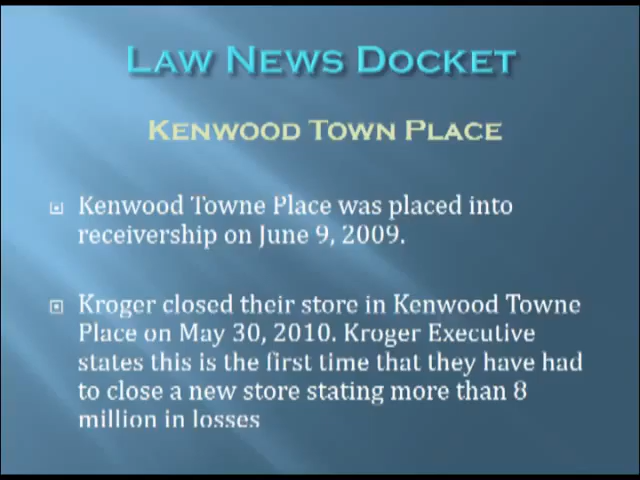 Law News Docket
Kenwood Town Place
Kenwood Towne Place was placed into
receivership on June 9, 2009.
Kroger closed their store in Kenwood Towne
Place on May 30, 2010. Kroger Executive
states this is the first time that they have had
to close a new store stating more than 8
million in losses